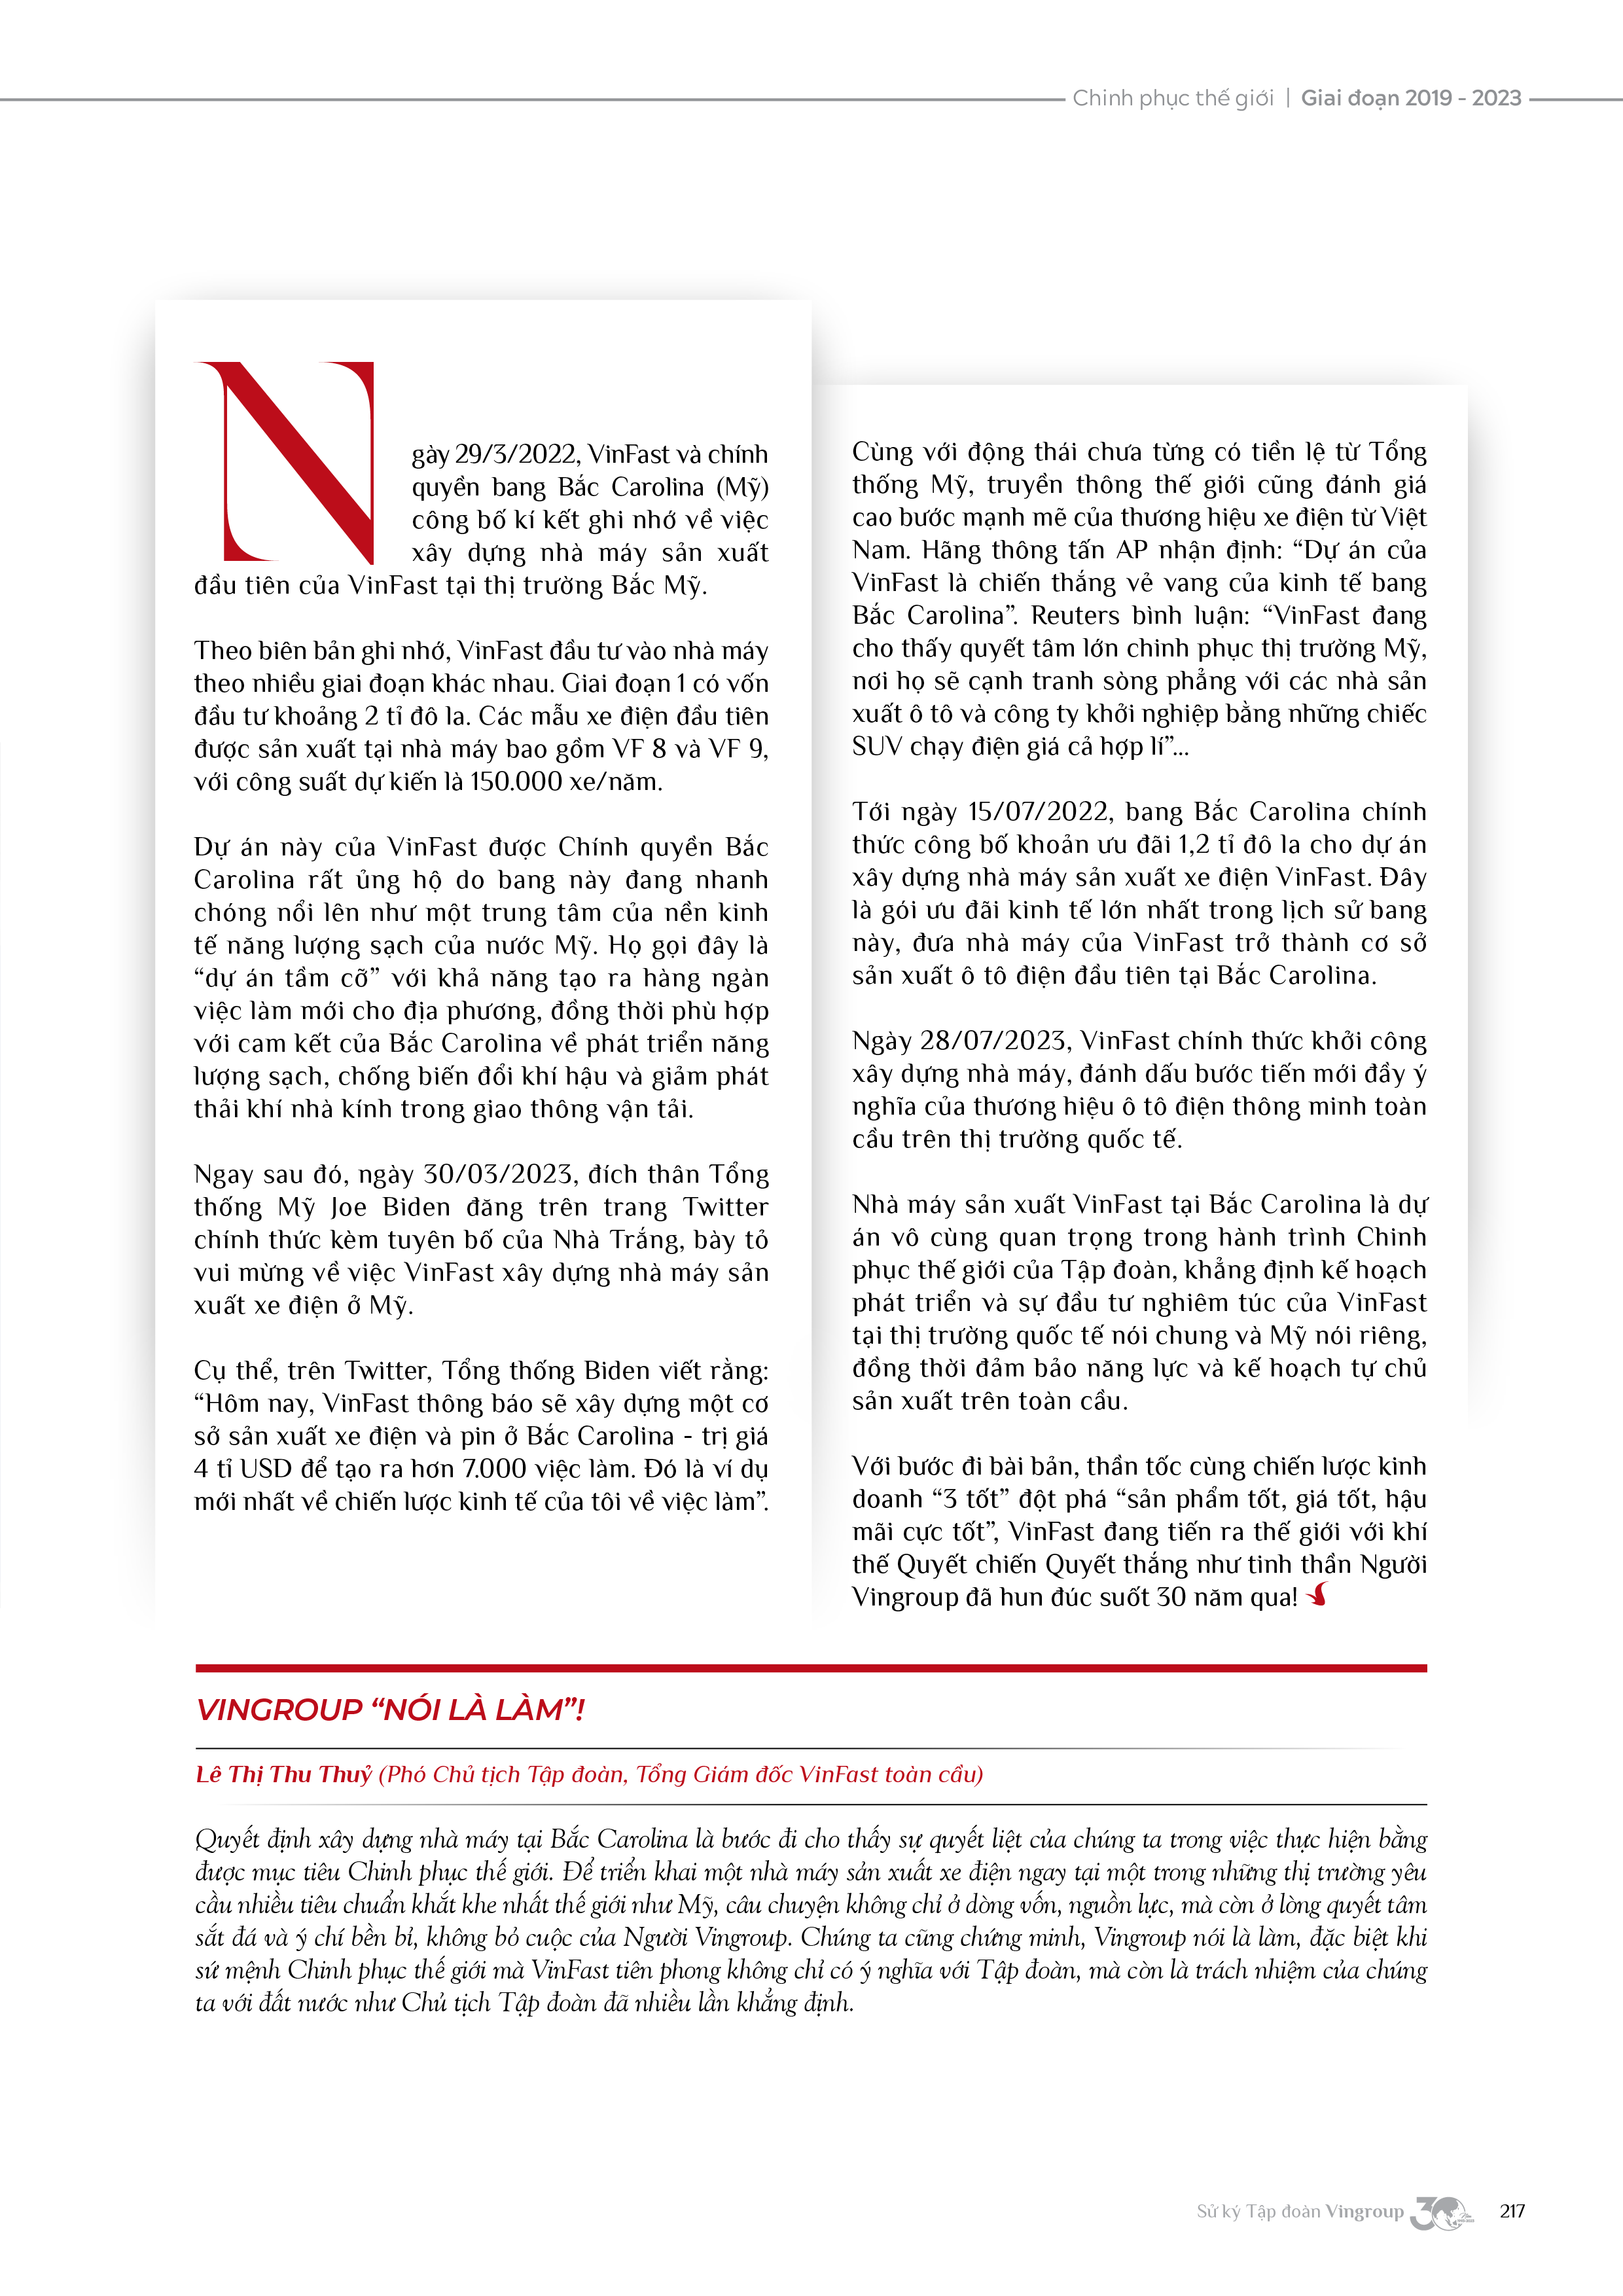 Chinh phục thế giới | Giai đoạn 2019 - 2023
Ngày 29/3/2022, VinFast và chính
quyền bang Bắc Carolina (Mỹ)
công bố kí kết ghi nhớ về việc
xây dựng nhà máy sản xuất
đầu tiên của VinFast tại thị trường Bắc Mỹ.
Theo biên bản ghi nhớ, VinFast đầu tư vào nhà máy
theo nhiều giai đoạn khác nhau. Giai đoạn 1 có vốn
đầu tư khoảng 2 tỉ đô la. Các mẫu xe điện đầu tiên
được sản xuất tại nhà máy bao gồm VF 8 và VF 9,
với công suất dự kiến là 150.000 xe/năm.
Dự án này của VinFast được Chính quyền Bắc
Carolina rất ủng hộ do bang này đang nhanh
chóng nổi lên như một trung tâm của nền kinh
tế năng lượng sạch của nước Mỹ. Họ gọi đây là
“dự án tầm cỡ” với khả năng tạo ra hàng ngàn
việc làm mới cho địa phương, đồng thời phù hợp
với cam kết của Bắc Carolina về phát triển năng
lượng sạch, chống biến đổi khí hậu và giảm phát
thải khí nhà kính trong giao thông vận tải.
Ngay sau đó, ngày 30/03/2023, đích thân Tổng
thống Mỹ Joe Biden đăng trên trang Twitter
chính thức kèm tuyên bố của Nhà Trắng, bày tỏ
vui mừng về việc VinFast xây dựng nhà máy sản
xuất xe điện ở Mỹ.
Cụ thể, trên Twitter, Tổng thống Biden viết rằng:
“Hôm nay, VinFast thông báo sẽ xây dựng một cơ
sở sản xuất xe điện và pin ở Bắc Carolina - trị giá
4 tỉ USD để tạo ra hơn 7.000 việc làm. Đó là ví dụ
mới nhất về chiến lược kinh tế của tôi về việc làm”.
Cùng với động thái chưa từng có tiền lệ từ Tổng
thống Mỹ, truyền thông thế giới cũng đánh giá
cao bước mạnh mẽ của thương hiệu xe điện từ Việt
Nam. Hãng thông tấn AP nhận định: “Dự án của
VinFast là chiến thắng vẻ vang của kinh tế bang
Bắc Carolina”. Reuters bình luận: “VinFast đang
cho thấy quyết tâm lớn chinh phục thị trường Mỹ,
nơi họ sẽ cạnh tranh sòng phẳng với các nhà sản
xuất ô tô và công ty khởi nghiệp bằng những chiếc
SUV chạy điện giá cả hợp lí”...
Tới ngày 15/07/2022, bang Bắc Carolina chính
thức công bố khoản ưu đãi 1,2 tỉ đô la cho dự án
xây dựng nhà máy sản xuất xe điện VinFast. Đây
là gói ưu đãi kinh tế lớn nhất trong lịch sử bang
này, đưa nhà máy của VinFast trở thành cơ sở
sản xuất ô tô điện đầu tiên tại Bắc Carolina.
Ngày 28/07/2023, VinFast chính thức khởi công
xây dựng nhà máy, đánh dấu bước tiến mới đầy ý
nghĩa của thương hiệu ô tô điện thông minh toàn
cầu trên thị trường quốc tế.
Nhà máy sản xuất VinFast tại Bắc Carolina là dự
án vô cùng quan trọng trong hành trình Chinh
phục thế giới của Tập đoàn, khẳng định kế hoạch
phát triển và sự đầu tư nghiêm túc của VinFast
tại thị trường quốc tế nói chung và Mỹ nói riêng,
đồng thời đảm bảo năng lực và kế hoạch tự chủ
sản xuất trên toàn cầu.
Với bước đi bài bản, thần tốc cùng chiến lược kinh
doanh “3 tốt” đột phá “sản phẩm tốt, giá tốt, hậu
mãi cực tốt”, VinFast đang tiến ra thế giới với khí
thế Quyết chiến Quyết thắng như tinh thần Người
Vingroup đã hun đúc suốt 30 năm qua!
VINGROUP “NÓI LÀ LÀM”!
Lê Thị Thu Thuỷ (Phó Chủ tịch Tập đoàn, Tổng Giám đốc VinFast toàn cầu)
Quyết định xây dựng nhà máy tại Bắc Carolina là bước đi cho thấy sự quyết liệt của chúng ta trong việc thực hiện bằng
được mục tiêu Chinh phục thế giới. Để triển khai một nhà máy sản xuất xe điện ngay tại một trong những thị trường yêu
cầu nhiều tiêu chuẩn khắt khe nhất thế giới như Mỹ, câu chuyện không chỉ ở dòng vốn, nguồn lực, mà còn ở lòng quyết tâm
sắt đá và ý chí bền bỉ, không bỏ cuộc của Người Vingroup. Chúng ta cũng chứng minh, Vingroup nói là làm, đặc biệt khi
sứ mệnh Chinh phục thế giới mà VinFast tiên phong không chỉ có ý nghĩa với Tập đoàn, mà còn là trách nhiệm của chúng
ta với đất nước như Chủ tịch Tập đoàn đã nhiều lần khẳng định.
Sử ký Tập đoàn Vingroup 30 217